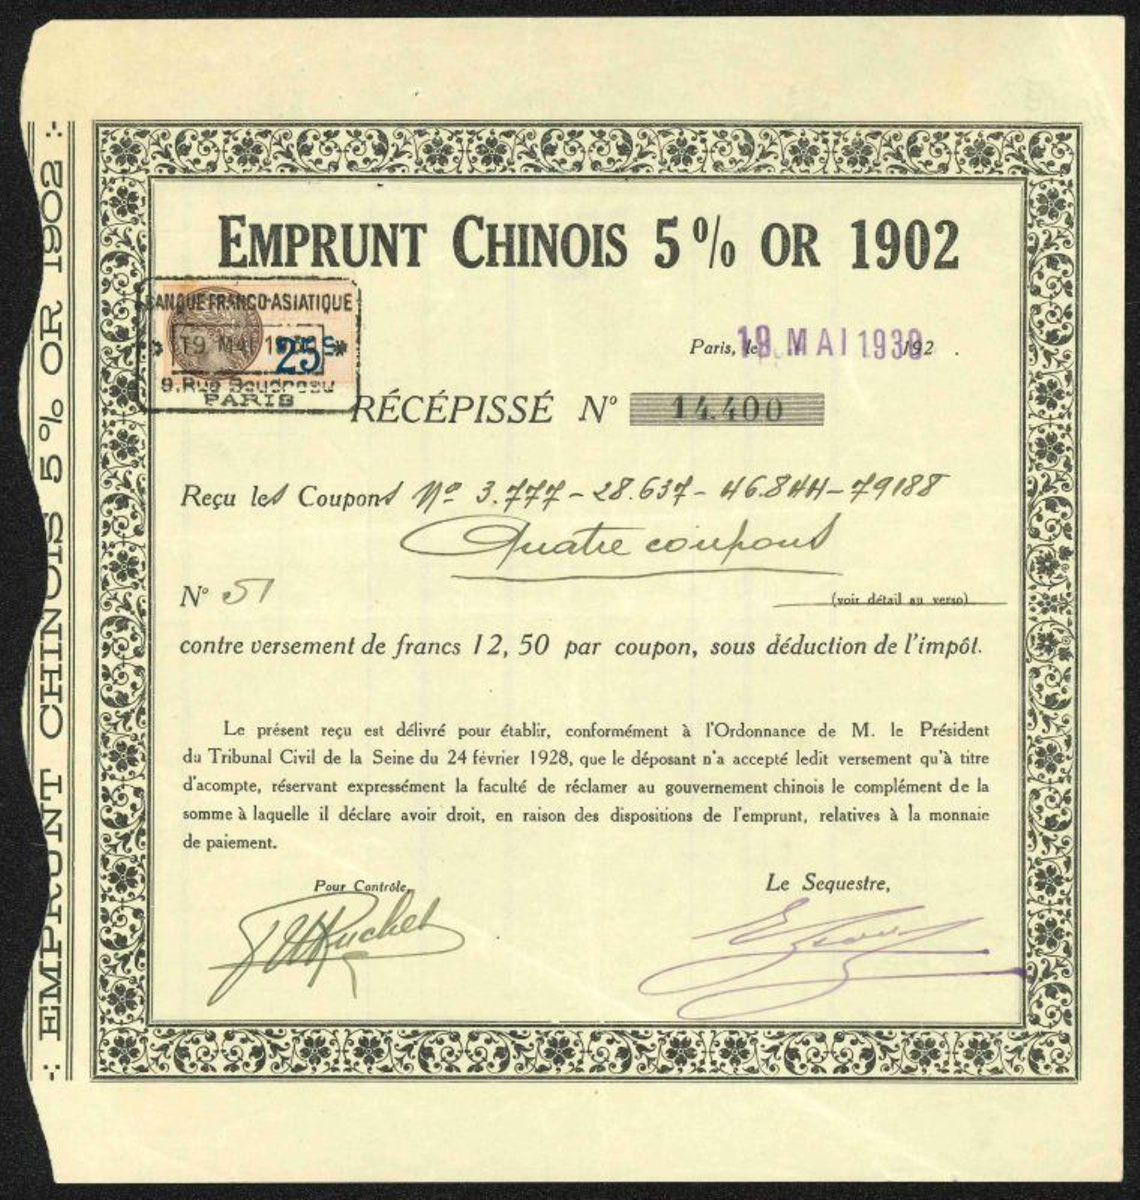 EMPRUNT CHINOIS 5% OR 1902
EMPRUNT CHINOIS 5% OR 1902
BANQUE FRANCO-ASIATIQUE
19 MAI
25
9. Rue Boudreau
PARIS
Paris, le 192 .
19 MAI 1930
RÉCÉPISSÉ N° 14.400
Reçu les Coupons Nos 3.777 - 28.637 - 46.844 - 79188
Quatre coupons
N° 51
(voir détail au verso)
contre versement de francs 12,50 par coupon, sous déduction de l'impôt.
Le présent reçu est délivré pour établir, conformément à l'Ordonnance de M. le Président
du Tribunal Civil de la Seine du 24 février 1928, que le déposant n'a accepté ledit versement qu'à titre
d'acompte, réservant expressément la faculté de réclamer au gouvernement chinois le complément de la
somme à laquelle il déclare avoir droit, en raison des dispositions de l'emprunt, relatives à la monnaie
de paiement.
Pour Contrôle,
Le Sequestre,